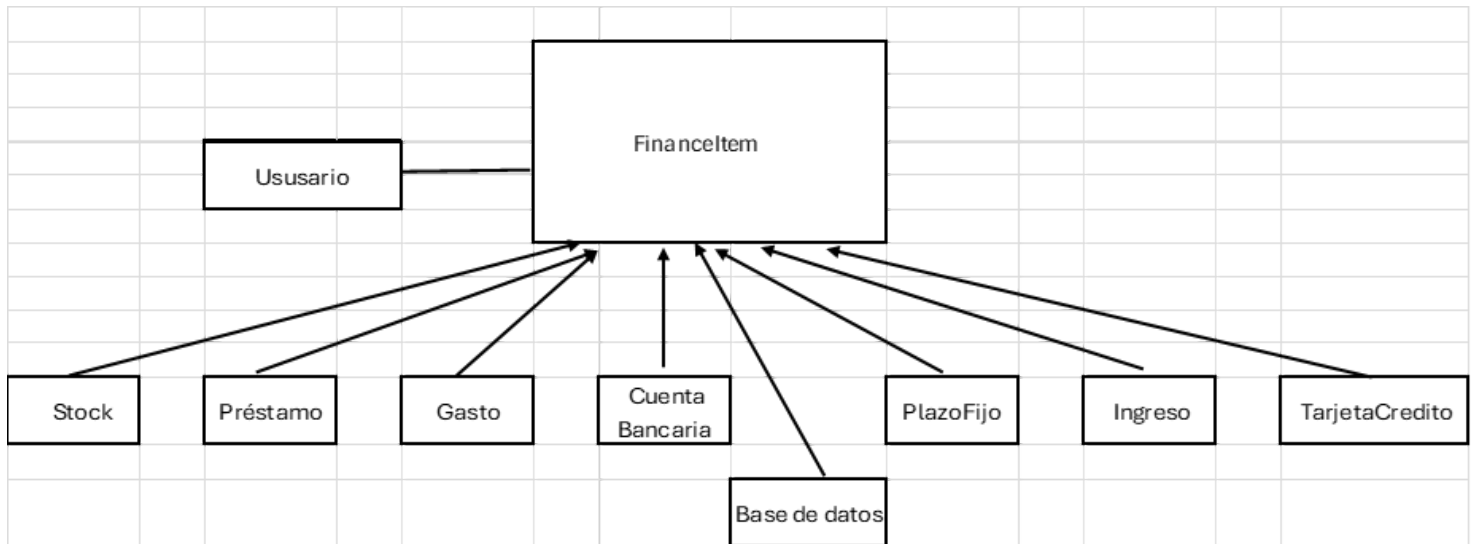 FinanceItem
Ususario
Stock
Préstamo
Gasto
Cuenta
Bancaria
PlazoFijo
Ingreso
TarjetaCredito
Base de datos